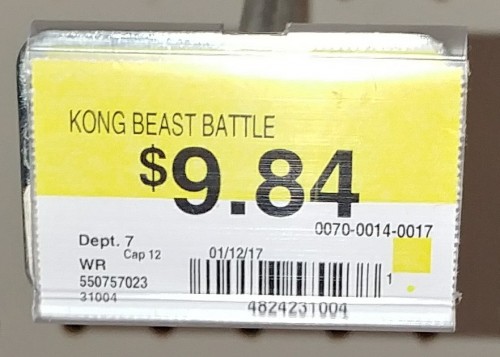 KONG BEAST BATTLE
$9.84
0070-0014-0017
Dept. 7
Cap 12
01/12/17
WR
550757023
1
31004
4824231004